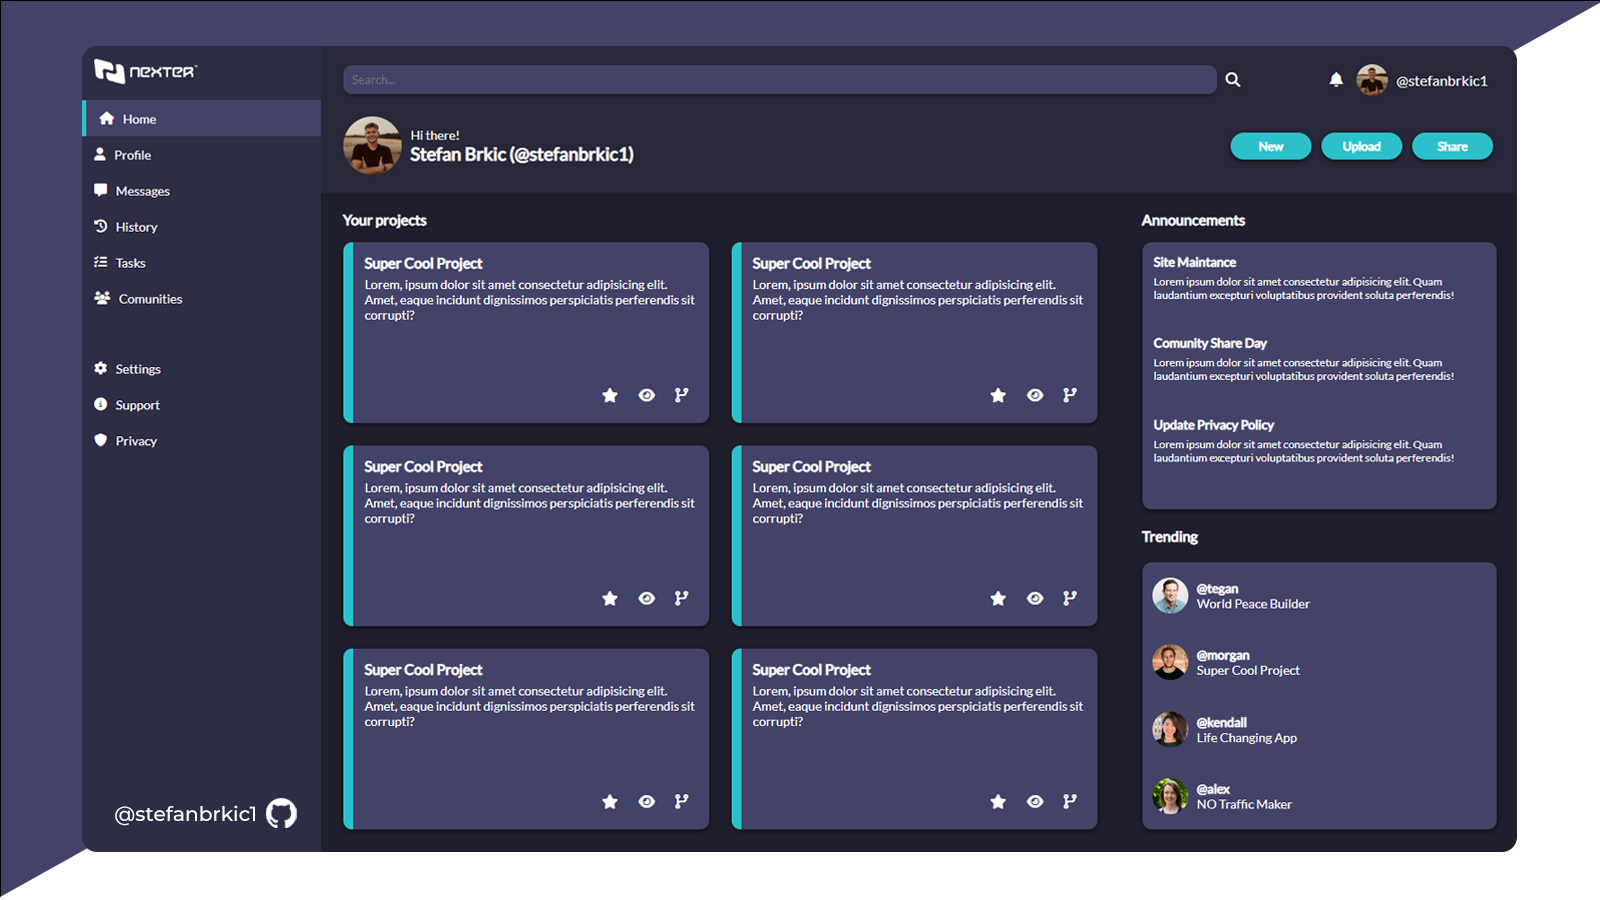 NEXTER™
Home
Profile
Messages
History
Tasks
Comunities
Settings
Support
Privacy
@stefanbrkic1
Search...
@stefanbrkic1
Hi there!
Stefan Brkic (@stefanbrkic1)
New
Upload
Share
Your projects
Super Cool Project
Lorem, ipsum dolor sit amet consectetur adipisicing elit.
Amet, eaque incidunt dignissimos perspiciatis perferendis sit
corrupti?
Super Cool Project
Lorem, ipsum dolor sit amet consectetur adipisicing elit.
Amet, eaque incidunt dignissimos perspiciatis perferendis sit
corrupti?
Super Cool Project
Lorem, ipsum dolor sit amet consectetur adipisicing elit.
Amet, eaque incidunt dignissimos perspiciatis perferendis sit
corrupti?
Super Cool Project
Lorem, ipsum dolor sit amet consectetur adipisicing elit.
Amet, eaque incidunt dignissimos perspiciatis perferendis sit
corrupti?
Super Cool Project
Lorem, ipsum dolor sit amet consectetur adipisicing elit.
Amet, eaque incidunt dignissimos perspiciatis perferendis sit
corrupti?
Super Cool Project
Lorem, ipsum dolor sit amet consectetur adipisicing elit.
Amet, eaque incidunt dignissimos perspiciatis perferendis sit
corrupti?
Announcements
Site Maintance
Lorem ipsum dolor sit amet consectetur adipisicing elit. Quam
laudantium excepturi voluptatibus provident soluta perferendis!
Comunity Share Day
Lorem ipsum dolor sit amet consectetur adipisicing elit. Quam
laudantium excepturi voluptatibus provident soluta perferendis!
Update Privacy Policy
Lorem ipsum dolor sit amet consectetur adipisicing elit. Quam
laudantium excepturi voluptatibus provident soluta perferendis!
Trending
@tegan
World Peace Builder
@morgan
Super Cool Project
@kendall
Life Changing App
@alex
NO Traffic Maker